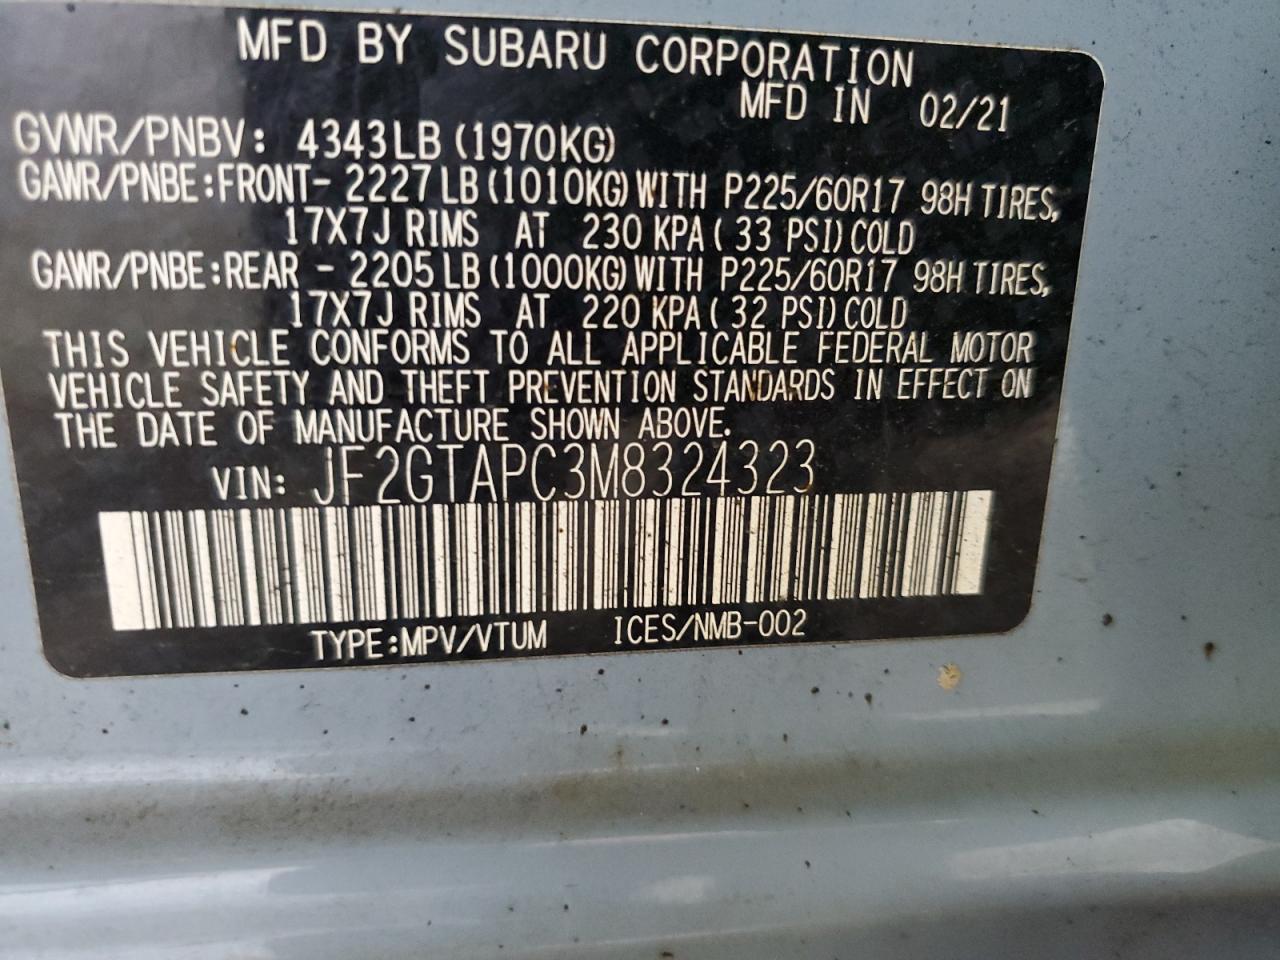 MFD BY SUBARU CORPORATION
MFD IN 02/21
GVWR/PNBV: 4343LB (1970KG)
GAWR/PNBE:FRONT- 2227LB (1010KG) WITH P225/60R17 98H TIRES,
17X7J RIMS AT 230 KPA( 33 PSI) COLD
GAWR/PNBE:REAR - 2205LB (1000KG) WITH P225/60R17 98H TIRES,
17X7J RIMS AT 220 KPA( 32 PSI) COLD
THIS VEHICLE CONFORMS TO ALL APPLICABLE FEDERAL MOTOR
VEHICLE SAFETY AND THEFT PREVENTION STANDARDS IN EFFECT ON
THE DATE OF MANUFACTURE SHOWN ABOVE.
VIN: JF2GTAPC3M8324323
TYPE:MPV/VTUM ICES/NMB-002